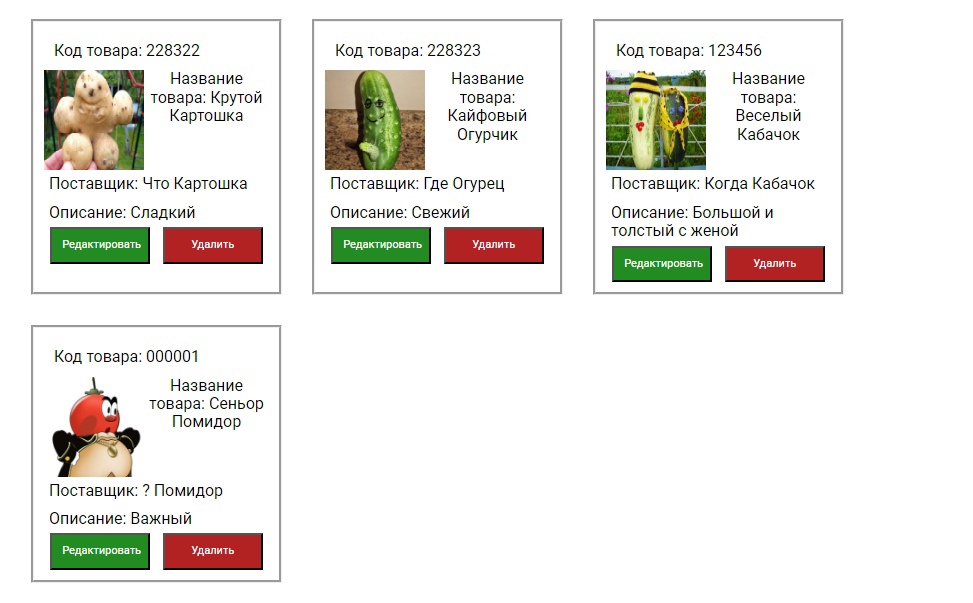 Код товара: 228322
Название
товара: Крутой
Картошка
Поставщик: Что Картошка
Описание: Сладкий
Редактировать
Удалить
Код товара: 228323
Название
товара:
Кайфовый
Огурчик
Поставщик: Где Огурец
Описание: Свежий
Редактировать
Удалить
Код товара: 123456
Название
товара:
Веселый
Кабачок
Поставщик: Когда Кабачок
Описание: Большой и
толстый с женой
Редактировать
Удалить
Код товара: 000001
Название
товара: Сеньор
Помидор
Поставщик: ? Помидор
Описание: Важный
Редактировать
Удалить